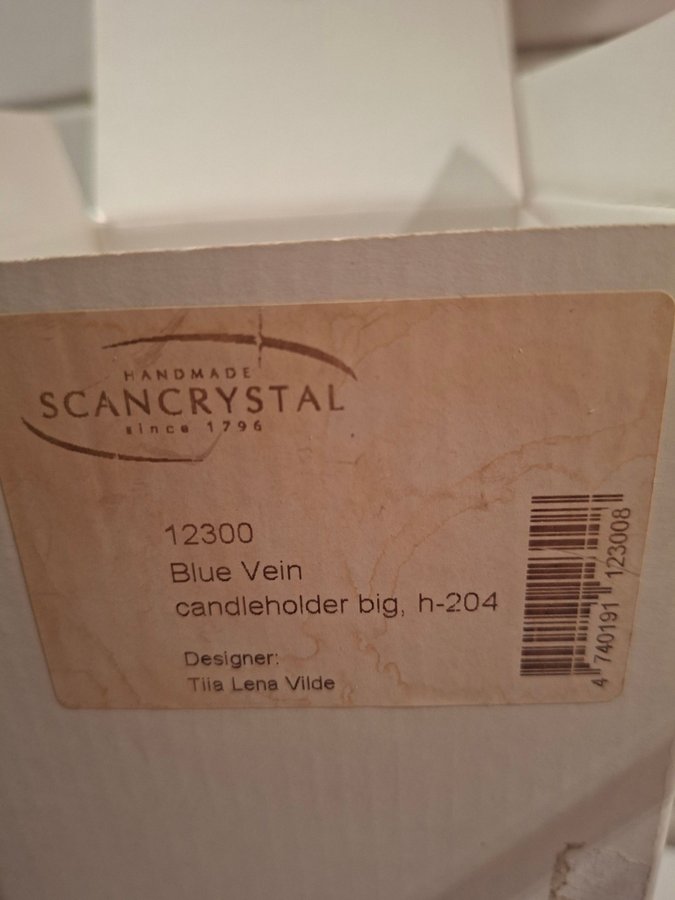 HANDMADE
SCANCRYSTAL
since 1796
12300
Blue Vein
candleholder big, h-204
Designer:
Tiia Lena Vilde
4 740191 123008